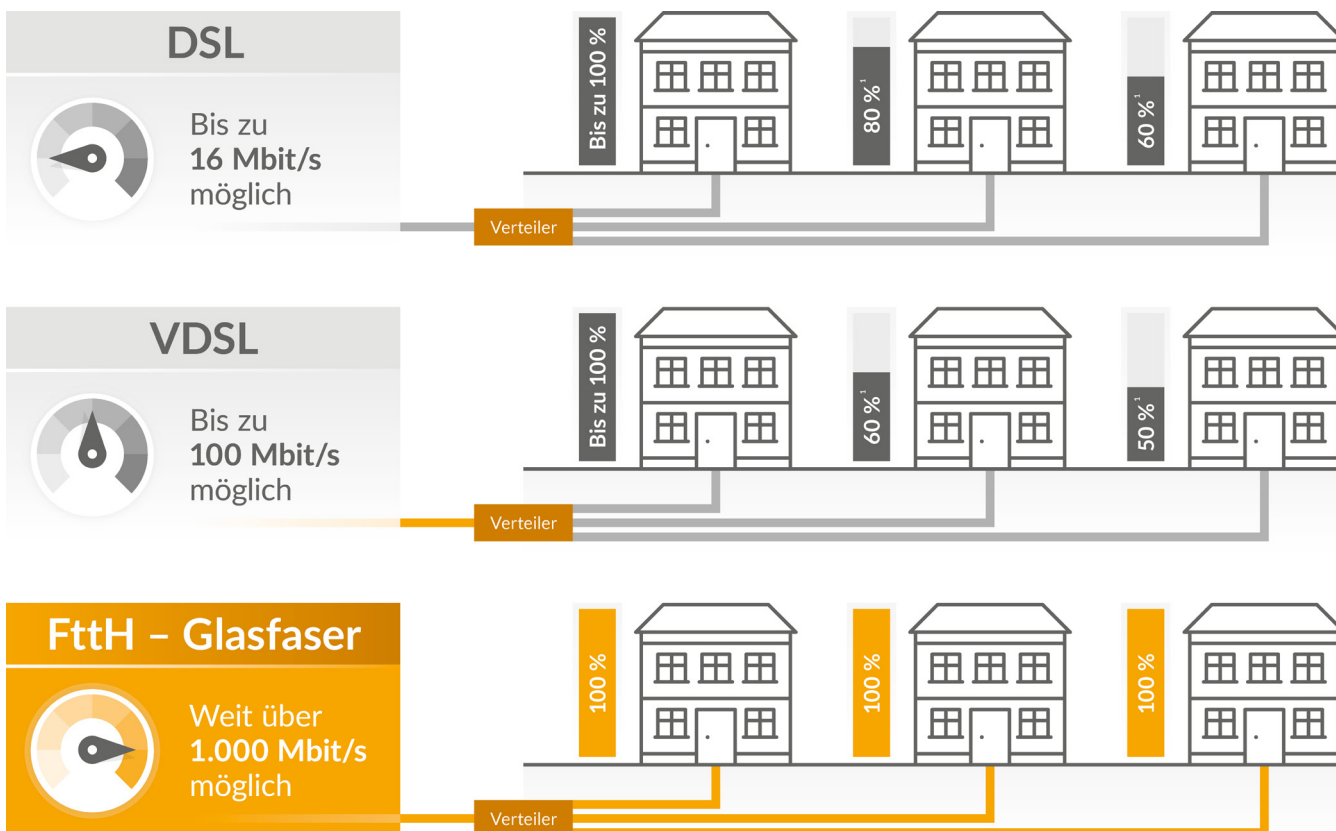 DSL
Bis zu
16 Mbit/s
möglich
Bis zu 100 %
80 %¹
60 %¹
Verteiler
VDSL
Bis zu
100 Mbit/s
möglich
Bis zu 100 %
60 %¹
50 %¹
Verteiler
FttH – Glasfaser
Weit über
1.000 Mbit/s
möglich
100 %
100 %
100 %
Verteiler